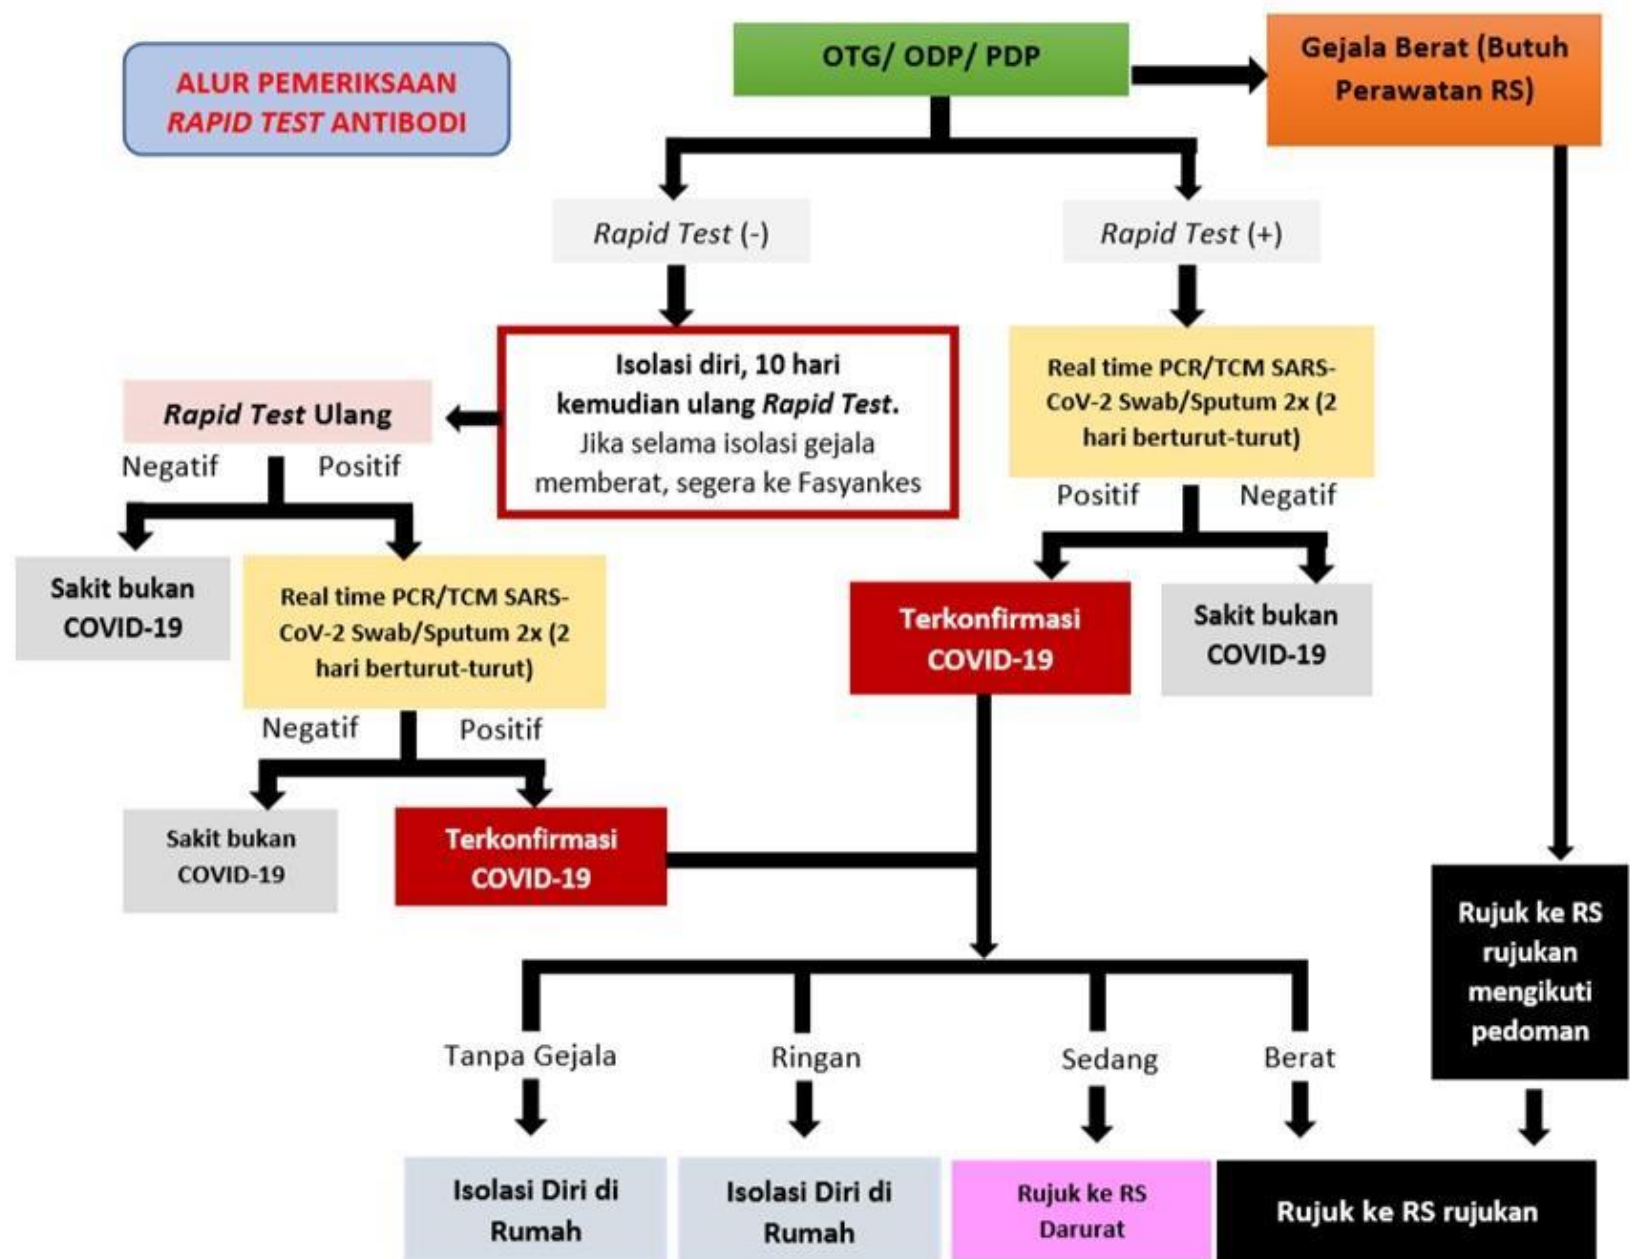 ALUR PEMERIKSAAN
RAPID TEST ANTIBODI
OTG/ ODP/ PDP
Gejala Berat (Butuh
Perawatan RS)
Rapid Test (-)
Rapid Test (+)
Isolasi diri, 10 hari
kemudian ulang Rapid Test.
Jika selama isolasi gejala
memberat, segera ke Fasyankes
Real time PCR/TCM SARS-
CoV-2 Swab/Sputum 2x (2
hari berturut-turut)
Rapid Test Ulang
Negatif
Positif
Positif
Negatif
Sakit bukan
COVID-19
Real time PCR/TCM SARS-
CoV-2 Swab/Sputum 2x (2
hari berturut-turut)
Terkonfirmasi
COVID-19
Sakit bukan
COVID-19
Negatif
Positif
Sakit bukan
COVID-19
Terkonfirmasi
COVID-19
Rujuk ke RS
rujukan
mengikuti
pedoman
Tanpa Gejala
Ringan
Sedang
Berat
Isolasi Diri di
Rumah
Isolasi Diri di
Rumah
Rujuk ke RS
Darurat
Rujuk ke RS rujukan